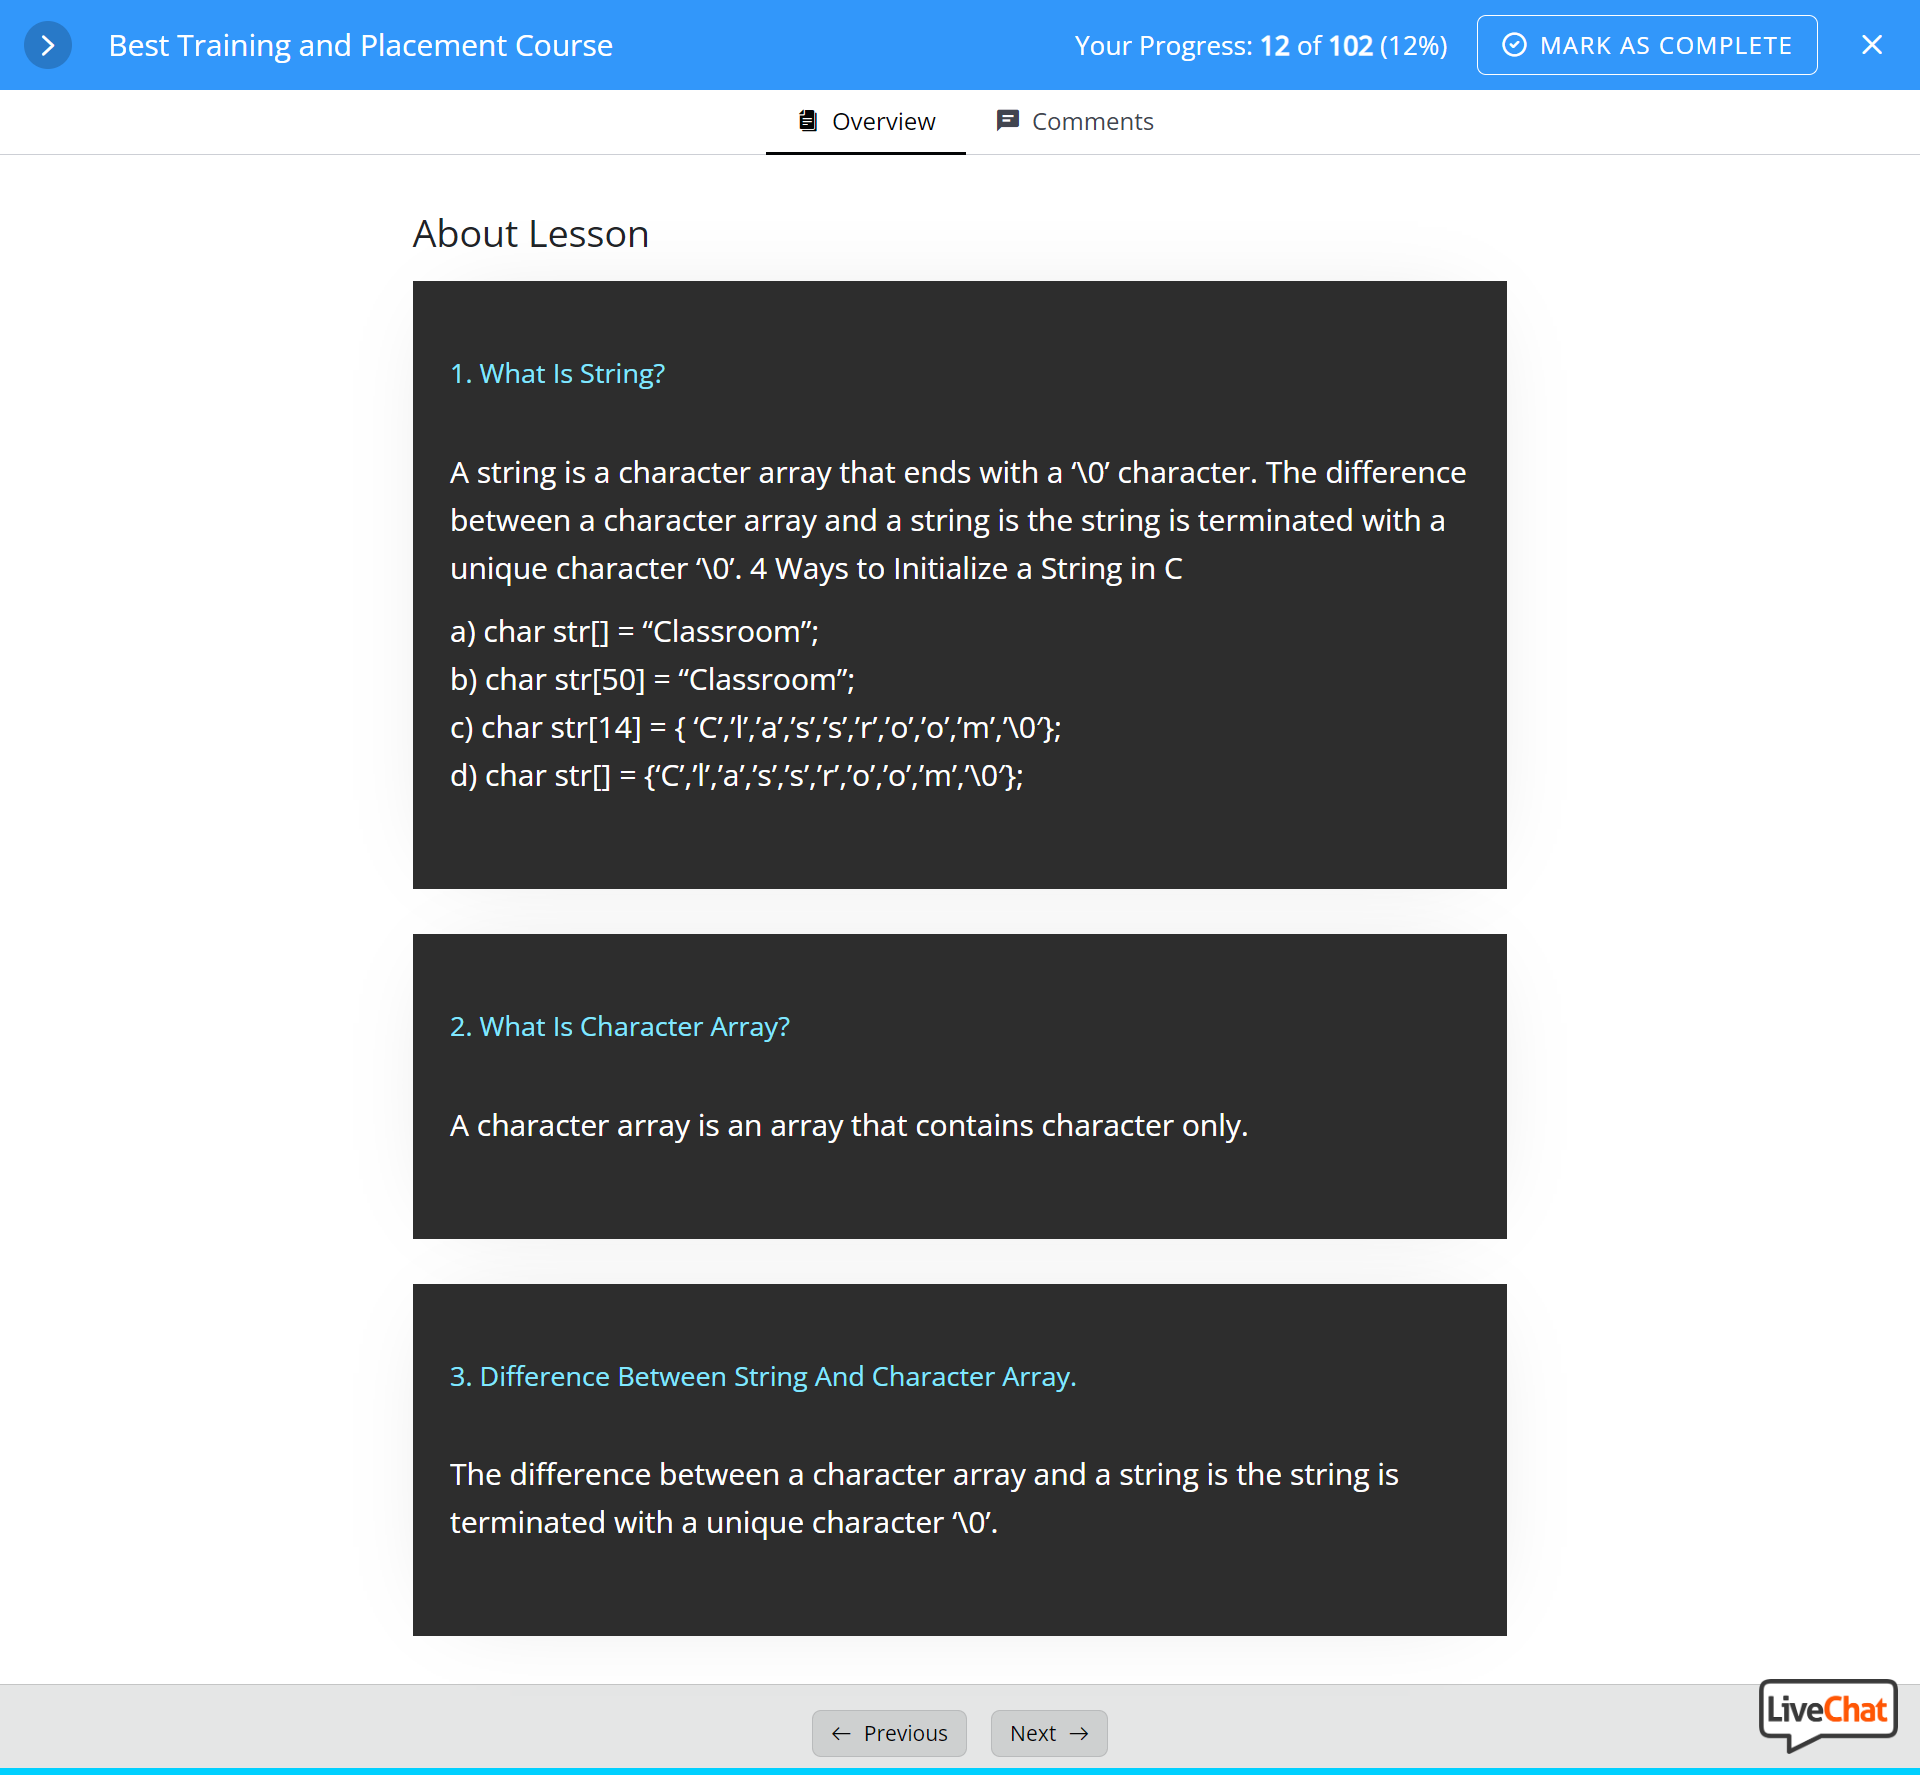 Best Training and Placement Course
Your Progress: 12 of 102 (12%)
MARK AS COMPLETE
Overview
Comments
About Lesson
1. What Is String?
A string is a character array that ends with a ‘\0’ character. The difference
between a character array and a string is the string is terminated with a
unique character ‘\0’. 4 Ways to Initialize a String in C
a) char str[] = “Classroom”;
b) char str[50] = “Classroom”;
c) char str[14] = { ‘C’,’l’,’a’,’s’,’s’,’r’,’o’,’o’,’m’,’\0′};
d) char str[] = {‘C’,’l’,’a’,’s’,’s’,’r’,’o’,’o’,’m’,’\0′};
2. What Is Character Array?
A character array is an array that contains character only.
3. Difference Between String And Character Array.
The difference between a character array and a string is the string is
terminated with a unique character ‘\0’.
← Previous
Next →
LiveChat